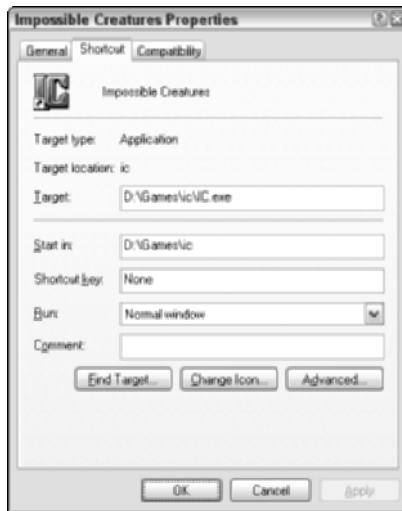 Impossible Creatures Properties
General Shortcut Compatibility
IC
Impossible Creatures
Target type: Application
Target location: ic
Target: D:\Games\ic\IC.exe
Start in: D:\Games\ic
Shortcut key: None
Run: Normal window
Comment:
Find Target... Change Icon... Advanced...
OK Cancel Apply